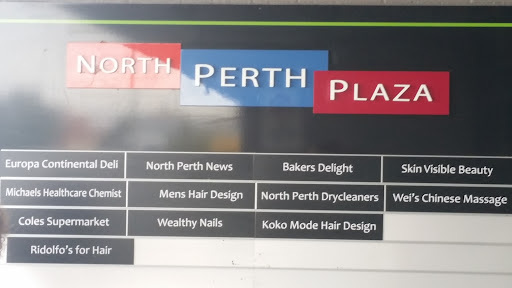 North Perth Plaza
Europa Continental Deli
North Perth News
Bakers Delight
Skin Visible Beauty
Michaels Healthcare Chemist
Mens Hair Design
North Perth Drycleaners
Wei's Chinese Massage
Coles Supermarket
Wealthy Nails
Koko Mode Hair Design
Ridolfo's for Hair